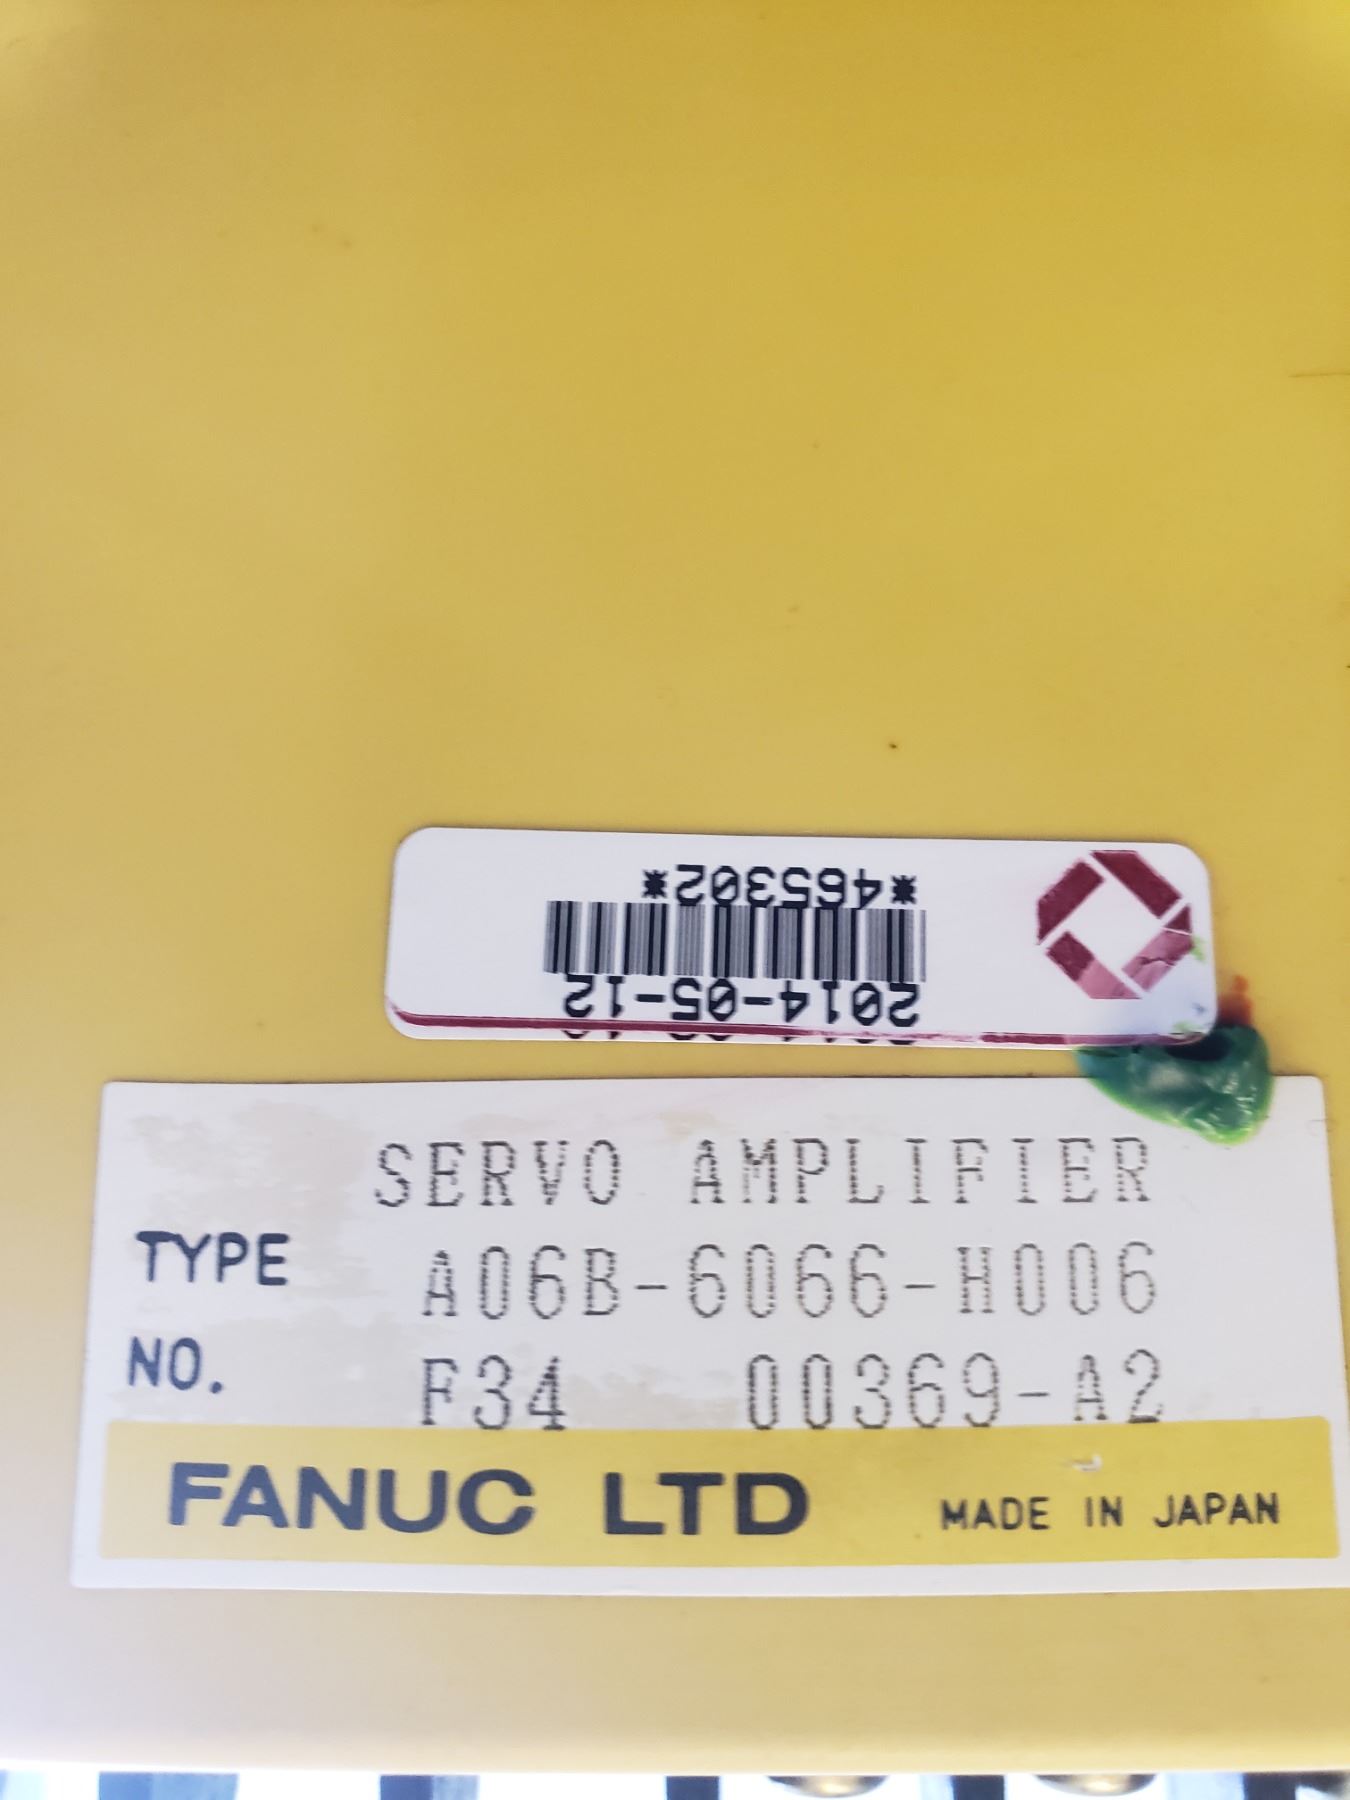 *465302*
2014-05-12
SERVO AMPLIFIER
TYPE A06B-6066-H006
NO. F34 00369-A2
FANUC LTD MADE IN JAPAN